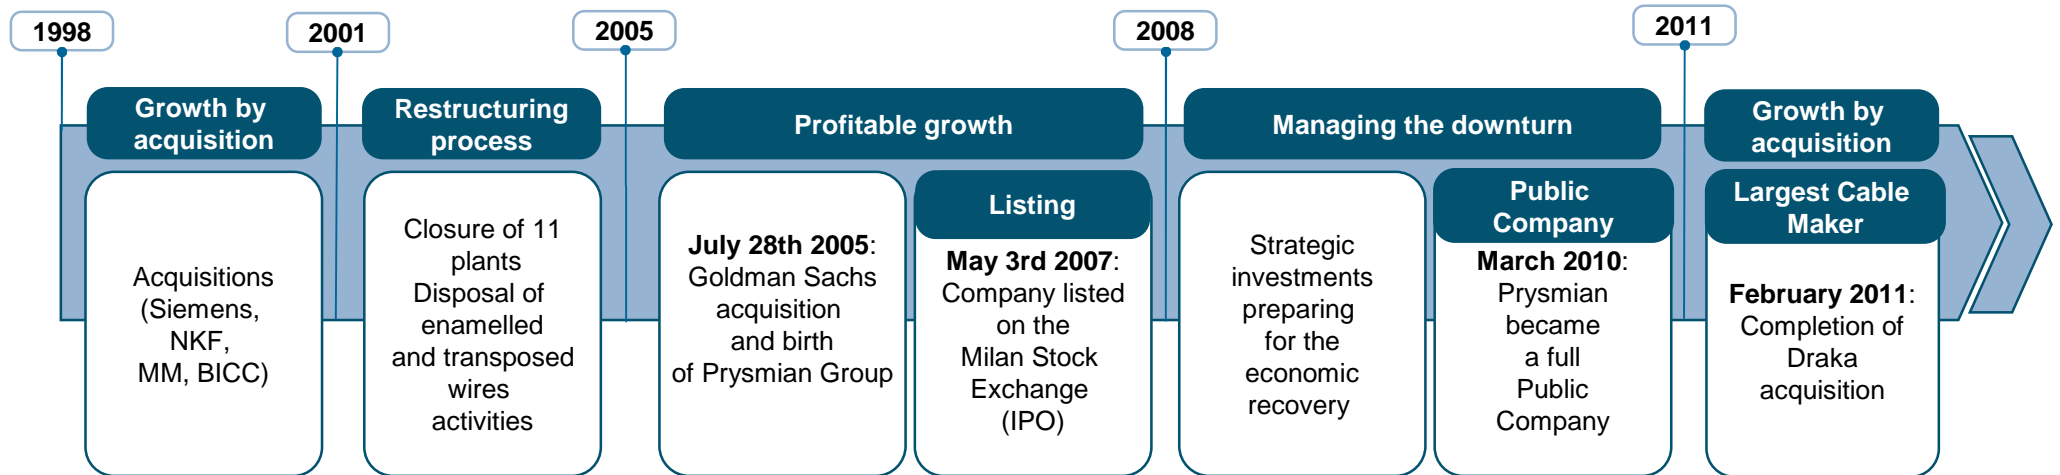 1998
2001
2005
2008
2011
Growth by
acquisition
Restructuring
process
Profitable growth
Managing the downturn
Growth by
acquisition
Acquisitions
(Siemens,
NKF,
MM, BICC)
Closure of 11
plants
Disposal of
enamelled
and transposed
wires
activities
July 28th 2005:
Goldman Sachs
acquisition
and birth
of Prysmian Group
Listing
May 3rd 2007:
Company listed
on the
Milan Stock
Exchange
(IPO)
Strategic
investments
preparing
for the
economic
recovery
Public
Company
March 2010:
Prysmian
became
a full
Public
Company
Largest Cable
Maker
February 2011:
Completion of
Draka
acquisition